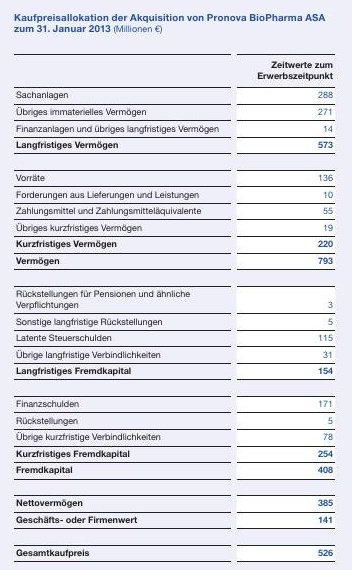 Kaufpreisallokation der Akquisition von Pronova BioPharma ASA
zum 31. Januar 2013 (Millionen €)
Zeitwerte zum
Erwerbszeitpunkt
Sachanlagen 288
Übriges immaterielles Vermögen 271
Finanzanlagen und übriges langfristiges Vermögen 14
Langfristiges Vermögen 573
Vorräte 136
Forderungen aus Lieferungen und Leistungen 10
Zahlungsmittel und Zahlungsmitteläquivalente 55
Übriges kurzfristiges Vermögen 19
Kurzfristiges Vermögen 220
Vermögen 793
Rückstellungen für Pensionen und ähnliche
Verpflichtungen 3
Sonstige langfristige Rückstellungen 5
Latente Steuerschulden 115
Übrige langfristige Verbindlichkeiten 31
Langfristiges Fremdkapital 154
Finanzschulden 171
Rückstellungen 5
Übrige kurzfristige Verbindlichkeiten 78
Kurzfristiges Fremdkapital 254
Fremdkapital 408
Nettovermögen 385
Geschäfts- oder Firmenwert 141
Gesamtkaufpreis 526